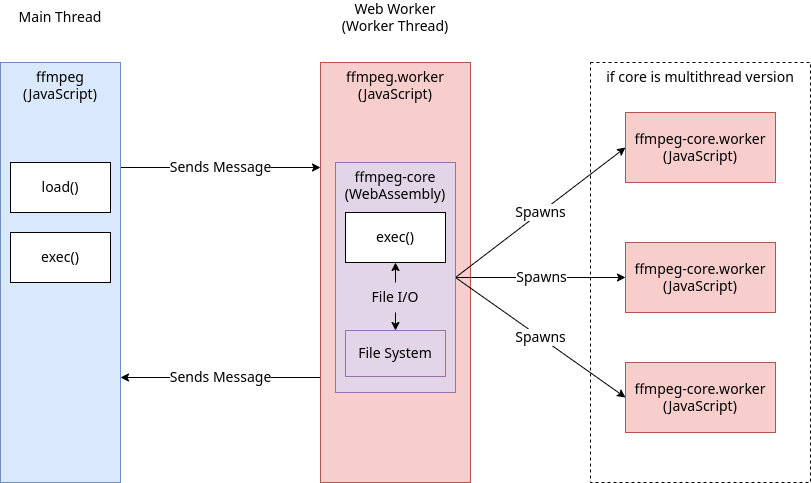 Main Thread
Web Worker
(Worker Thread)
ffmpeg
(JavaScript)
load()
exec()
Sends Message
Sends Message
ffmpeg.worker
(JavaScript)
ffmpeg-core
(WebAssembly)
exec()
File I/O
File System
Spawns
Spawns
Spawns
if core is multithread version
ffmpeg-core.worker
(JavaScript)
ffmpeg-core.worker
(JavaScript)
ffmpeg-core.worker
(JavaScript)